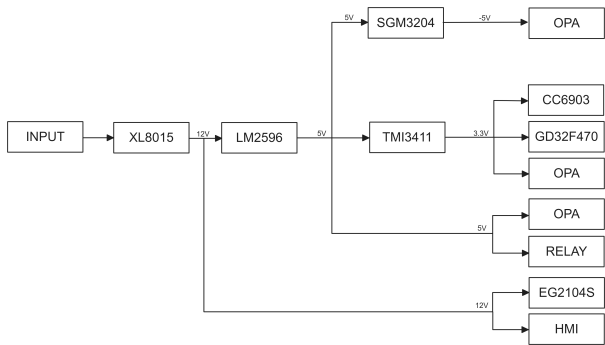 5V
SGM3204
-5V
OPA
CC6903
INPUT
XL8015
12V
LM2596
5V
TMI3411
3.3V
GD32F470
OPA
OPA
5V
RELAY
EG2104S
12V
HMI